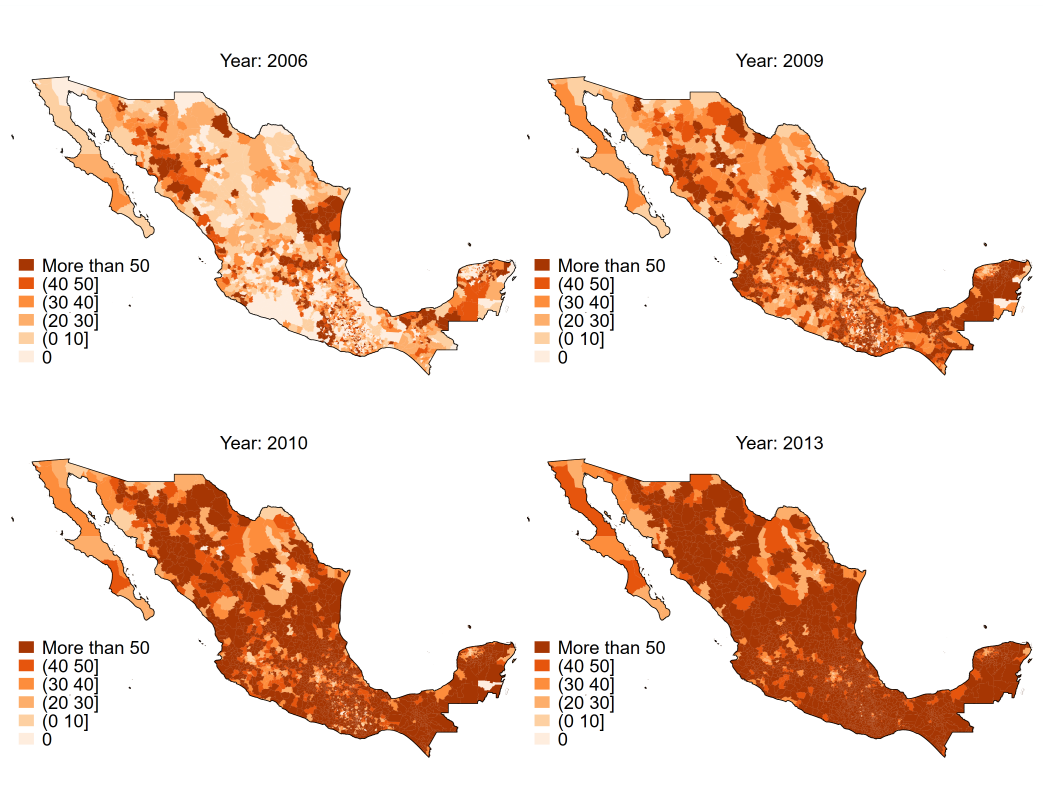 Year: 2006
More than 50
(40 50]
(30 40]
(20 30]
(0 10]
0
Year: 2009
More than 50
(40 50]
(30 40]
(20 30]
(0 10]
0
Year: 2010
More than 50
(40 50]
(30 40]
(20 30]
(0 10]
0
Year: 2013
More than 50
(40 50]
(30 40]
(20 30]
(0 10]
0